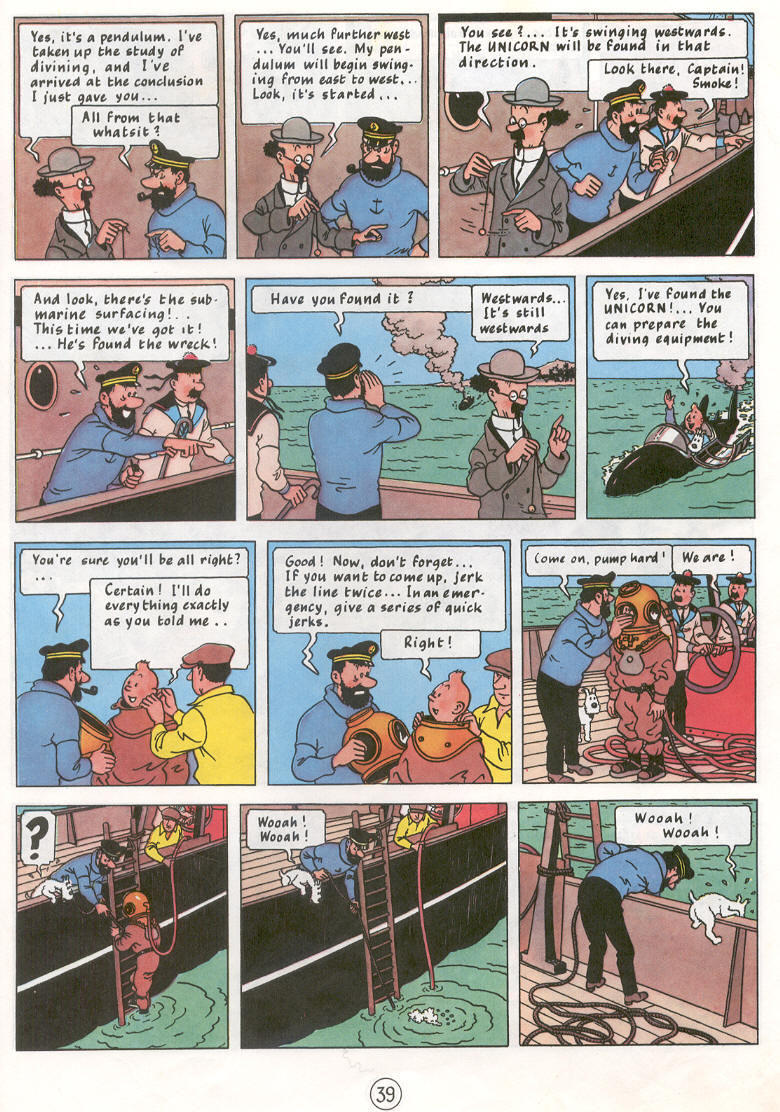 Yes, it's a pendulum. I've
taken up the study of
divining, and I've
arrived at the conclusion
I just gave you...
All from that
whatsit?
Yes, much further west
... You'll see. My pen-
dulum will begin swing-
ing from east to west...
Look, it's started...
You see?... It's swinging westwards.
The UNICORN will be found in that
direction.
Look there, Captain!
Smoke!
And look, there's the sub-
marine surfacing!..
This time we've got it!
... He's found the wreck!
Have you found it?
Westwards...
It's still
westwards
Yes, I've found the
UNICORN!... You
can prepare the
diving equipment!
You're sure you'll be all right?
...
Certain! I'll do
everything exactly
as you told me..
Good! Now, don't forget...
If you want to come up, jerk
the line twice... In an emer-
gency, give a series of quick
jerks.
Right!
Come on, pump hard!
We are!
?
Wooah!
Wooah!
Wooah!
Wooah!
39